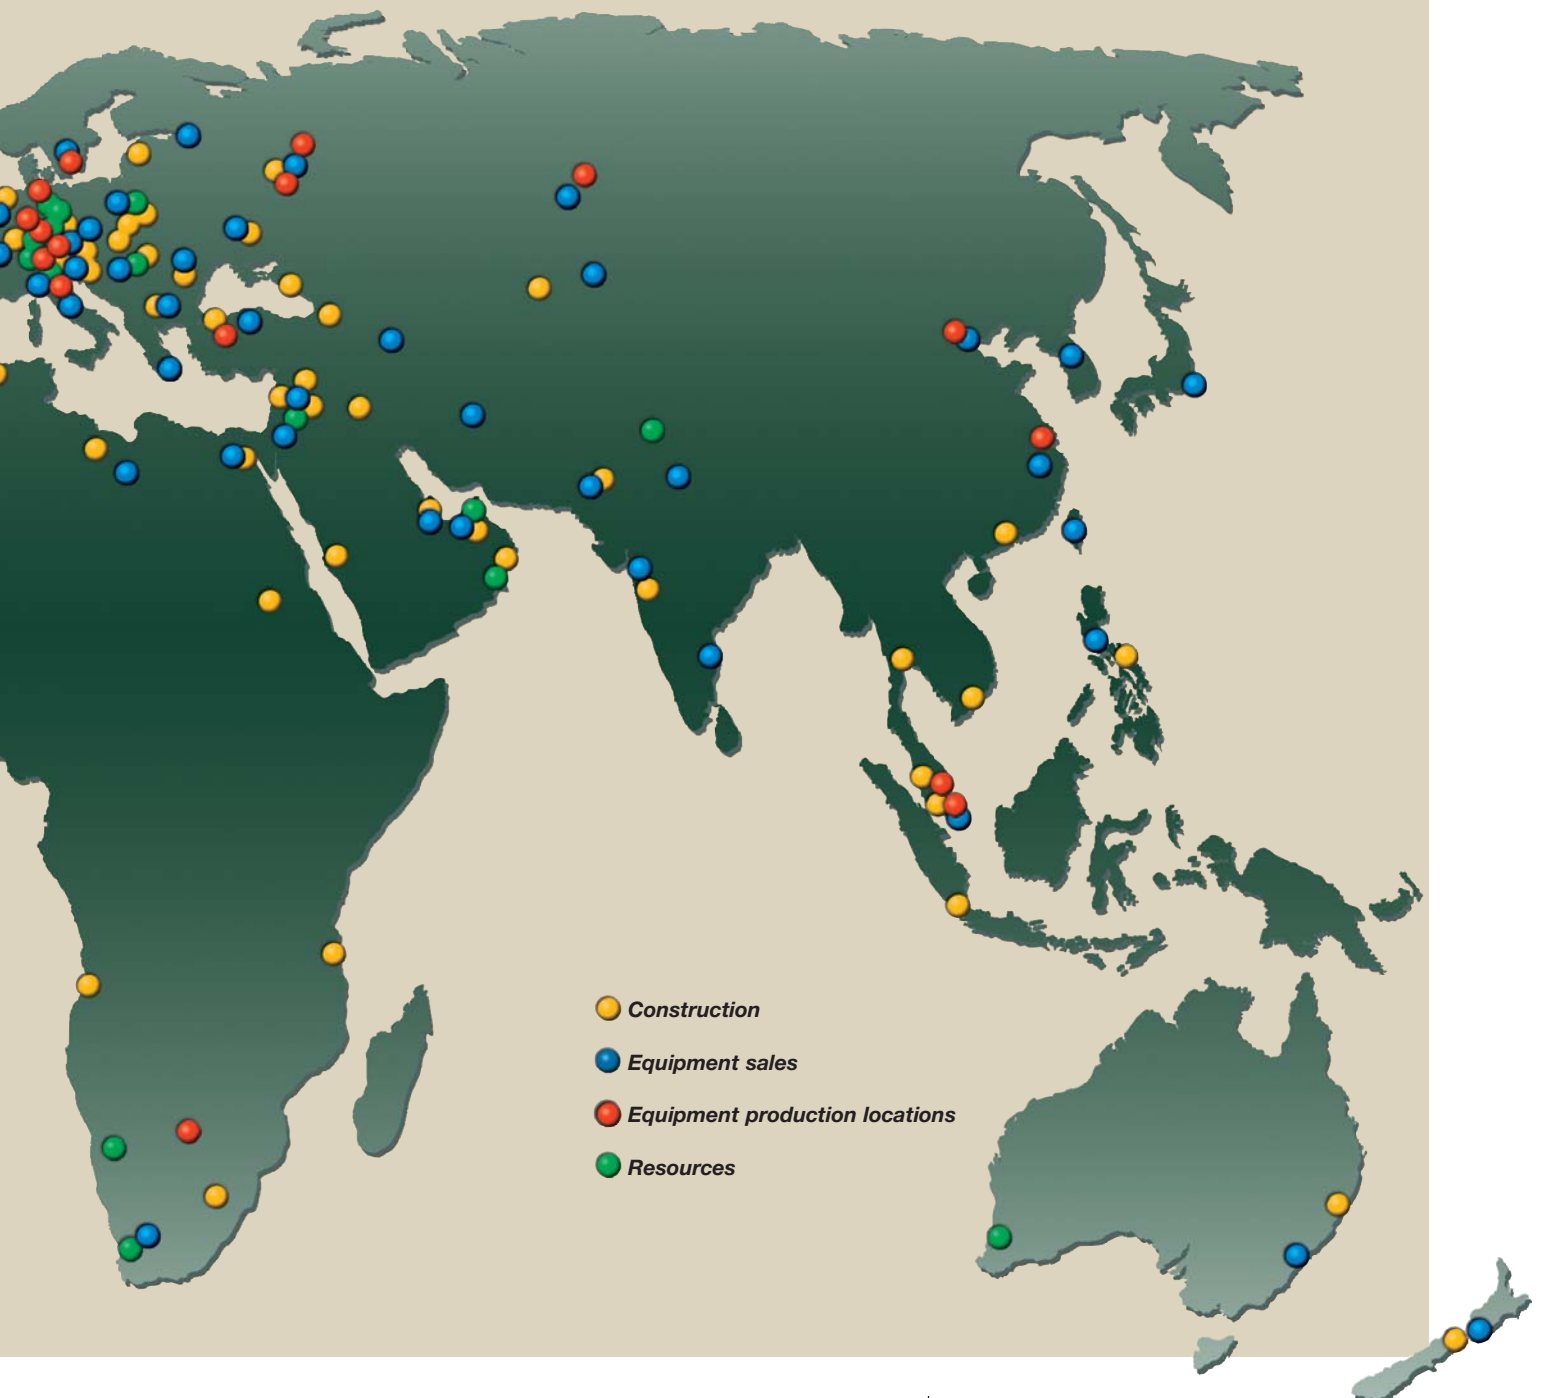 Construction
Equipment sales
Equipment production locations
Resources